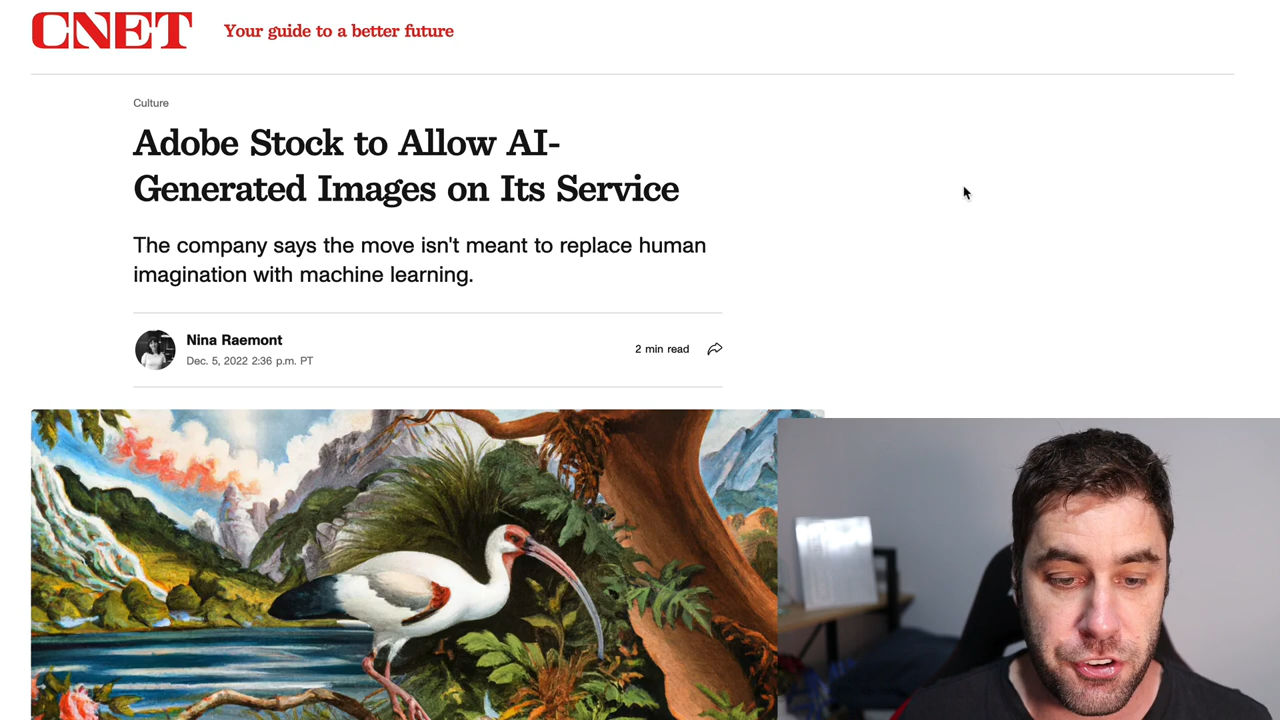 CNET
Your guide to a better future
Culture
Adobe Stock to Allow AI-
Generated Images on Its Service
The company says the move isn't meant to replace human
imagination with machine learning.
Nina Raemont
Dec. 5, 2022 2:36 p.m. PT
2 min read